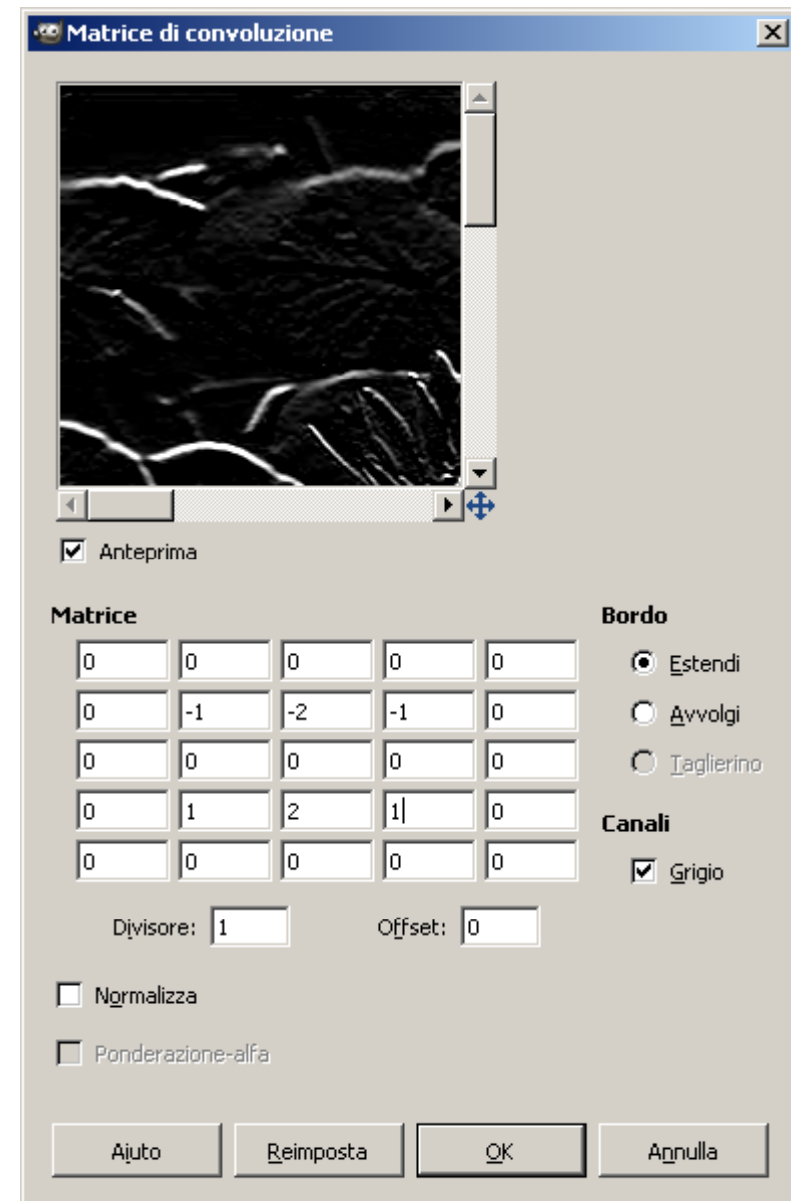 Matrice di convoluzione
Anteprima
Matrice
Bordo
0 0 0 0 0
Estendi
0 -1 -2 -1 0
Avvolgi
0 0 0 0 0
Taglierino
0 1 2 1 0
Canali
0 0 0 0 0
Grigio
Divisore: 1 Offset: 0
Normalizza
Ponderazione-alfa
Aiuto Reimposta OK Annulla